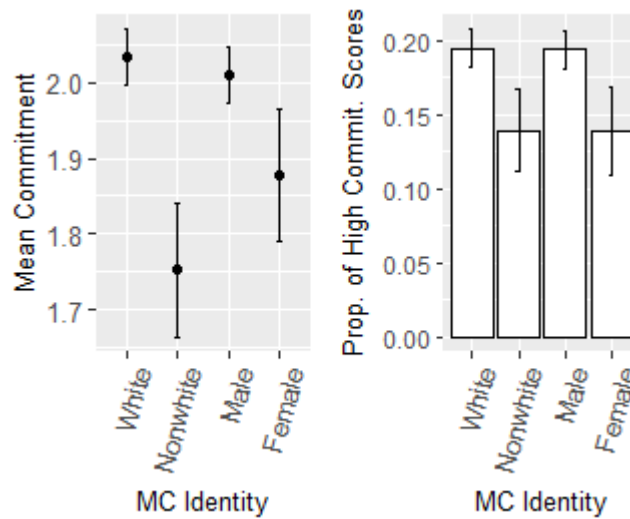 Mean Commitment
2.0
1.9
1.8
1.7
White
Nonwhite
Male
Female
MC Identity
Prop. of High Commit. Scores
0.20
0.15
0.10
0.05
0.00
White
Nonwhite
Male
Female
MC Identity